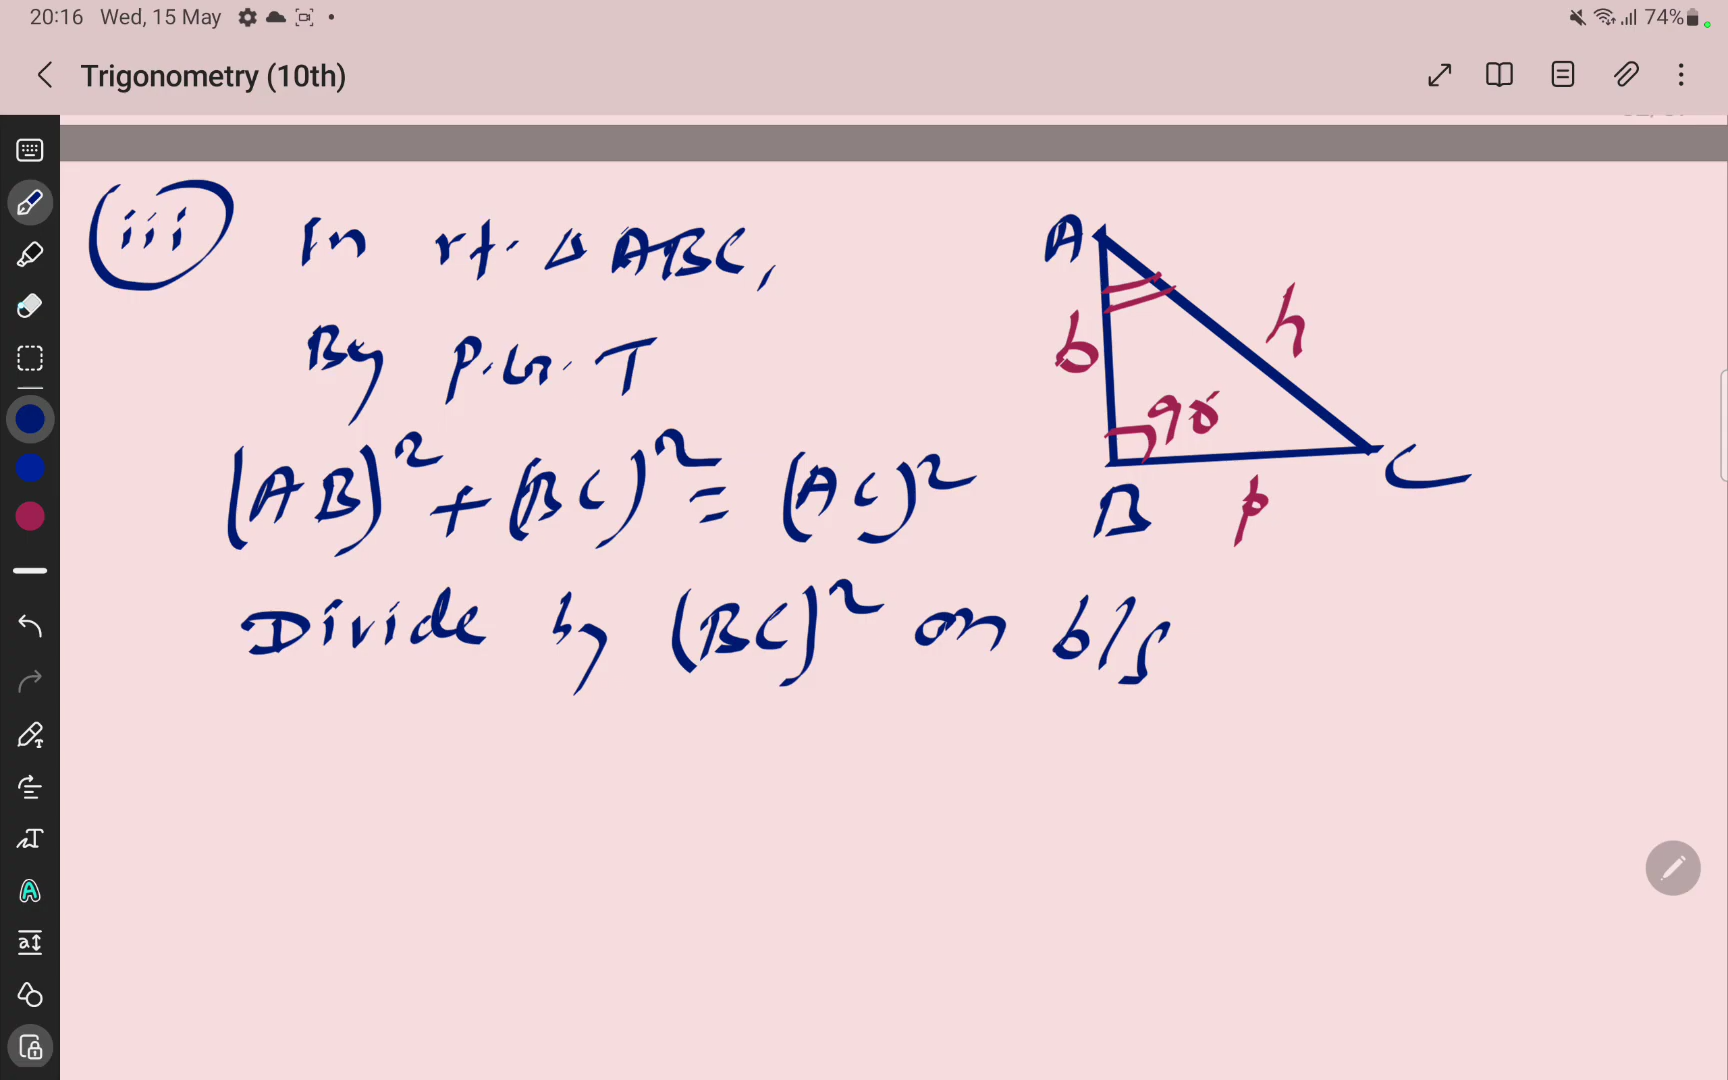 20:16 Wed, 15 May 74%
Trigonometry (10th)
(iii) In rt. Δ ABC,
By P.G.T
(AB)² + (BC)² = (AC)²
Divide by (BC)² on b/s
A
b
h
90°
B
p
C